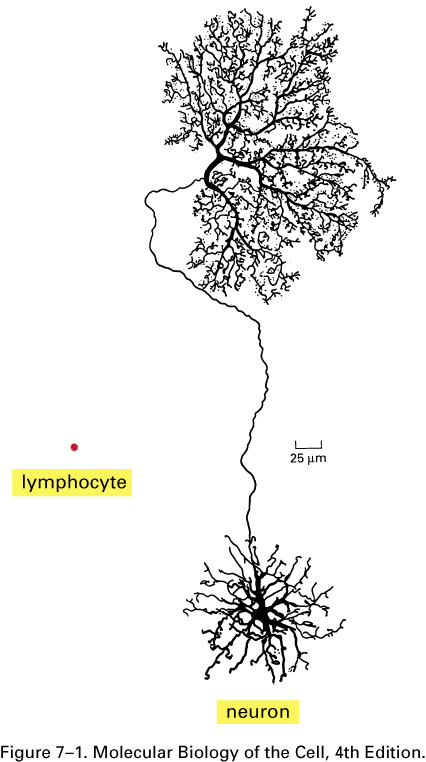 25 µm
lymphocyte
neuron
Figure 7–1. Molecular Biology of the Cell, 4th Edition.